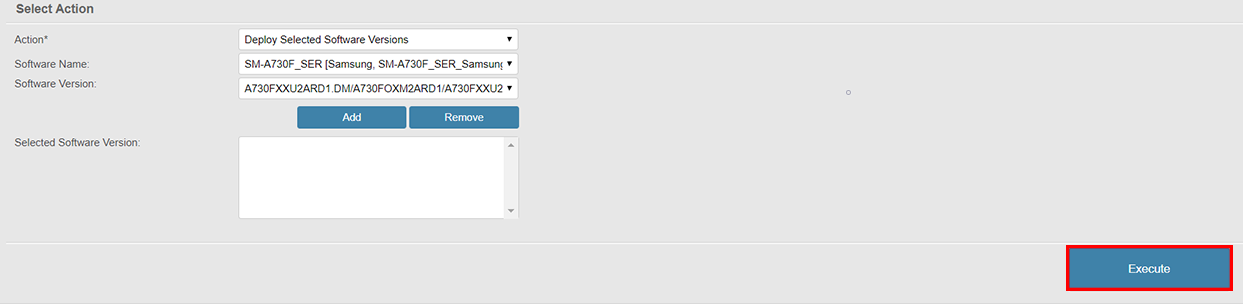 Select Action
Action* Deploy Selected Software Versions
Software Name: SM-A730F_SER [Samsung, SM-A730F_SER_Samsung
Software Version: A730FXXU2ARD1.DM/A730FOXM2ARD1/A730FXXU2
Add Remove
Selected Software Version:
Execute